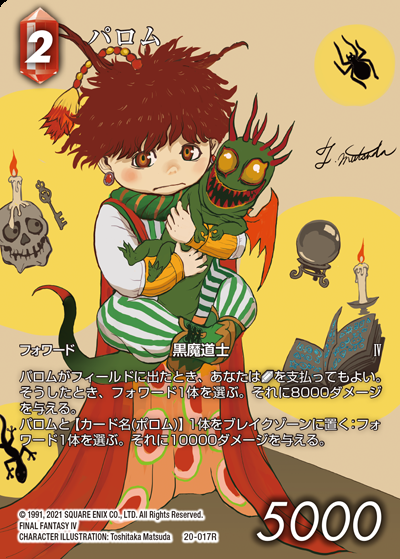 2
パロム
T. Matsuda
フォワード 黒魔道士 IV
パロムがフィールドに出たとき、あなたは を支払ってもよい。
そうしたとき、フォワード1体を選ぶ。それに8000ダメージ
を与える。
パロムと【カード名(ポロム)】1体をブレイクゾーンに置く:フォ
ワード1体を選ぶ。それに10000ダメージを与える。
© 1991, 2021 SQUARE ENIX CO., LTD. All Rights Reserved.
FINAL FANTASY IV
CHARACTER ILLUSTRATION: Toshitaka Matsuda 20-017R
5000